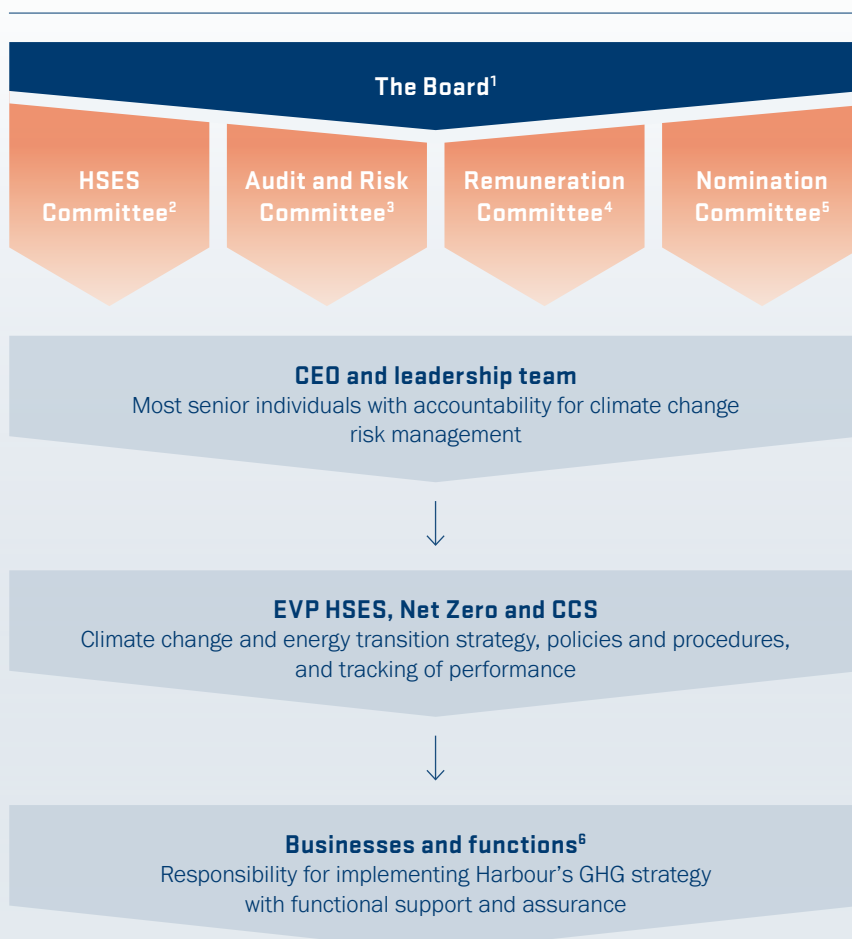 The Board¹
HSES
Committee²
Audit and Risk
Committee³
Remuneration
Committee⁴
Nomination
Committee⁵
CEO and leadership team
Most senior individuals with accountability for climate change
risk management
EVP HSES, Net Zero and CCS
Climate change and energy transition strategy, policies and procedures,
and tracking of performance
Businesses and functions⁶
Responsibility for implementing Harbour’s GHG strategy
with functional support and assurance